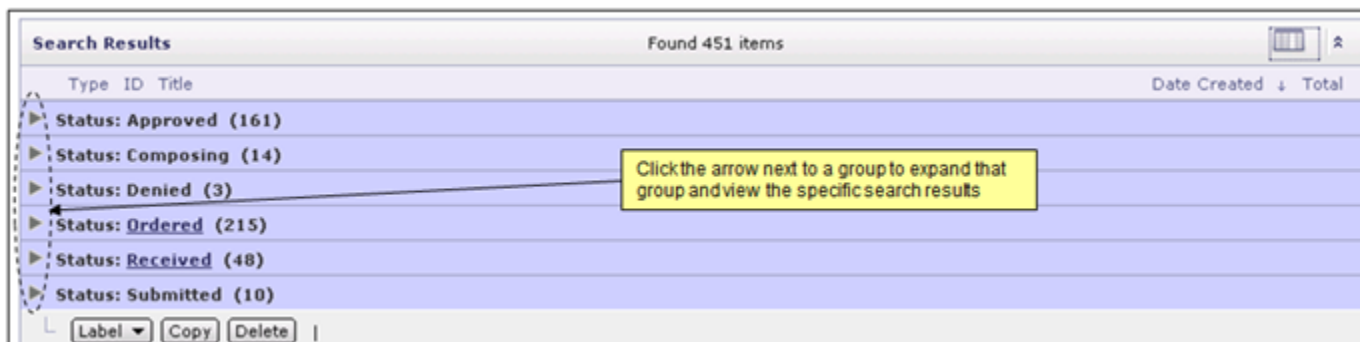 Search Results Found 451 items
Type ID Title Date Created ↓ Total
Status: Approved (161)
Status: Composing (14)
Click the arrow next to a group to expand that
group and view the specific search results
Status: Denied (3)
Status: Ordered (215)
Status: Received (48)
Status: Submitted (10)
Label ▼ Copy Delete |